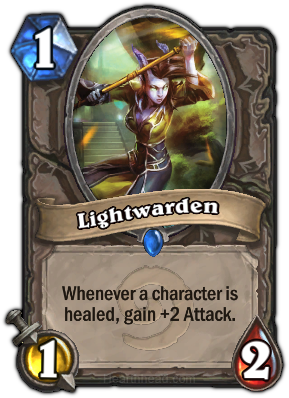 1
Lightwarden
Whenever a character is
healed, gain +2 Attack.
1
2